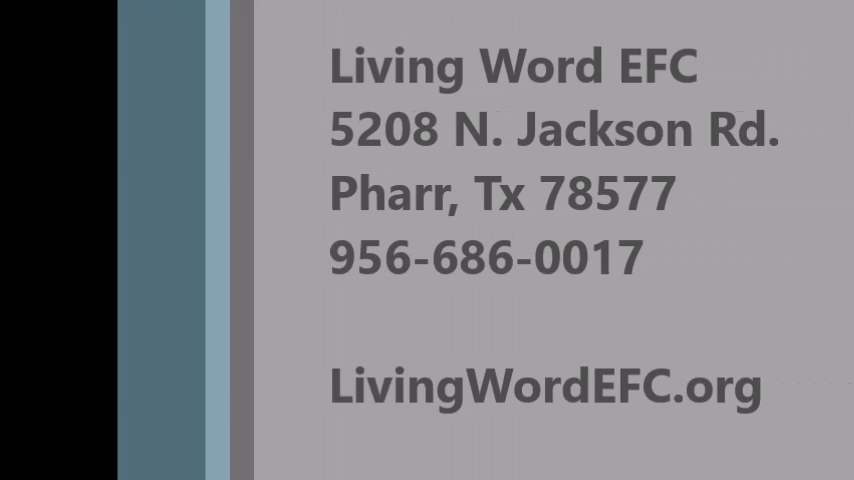 Living Word EFC
5208 N. Jackson Rd.
Pharr, Tx 78577
956-686-0017
LivingWordEFC.org